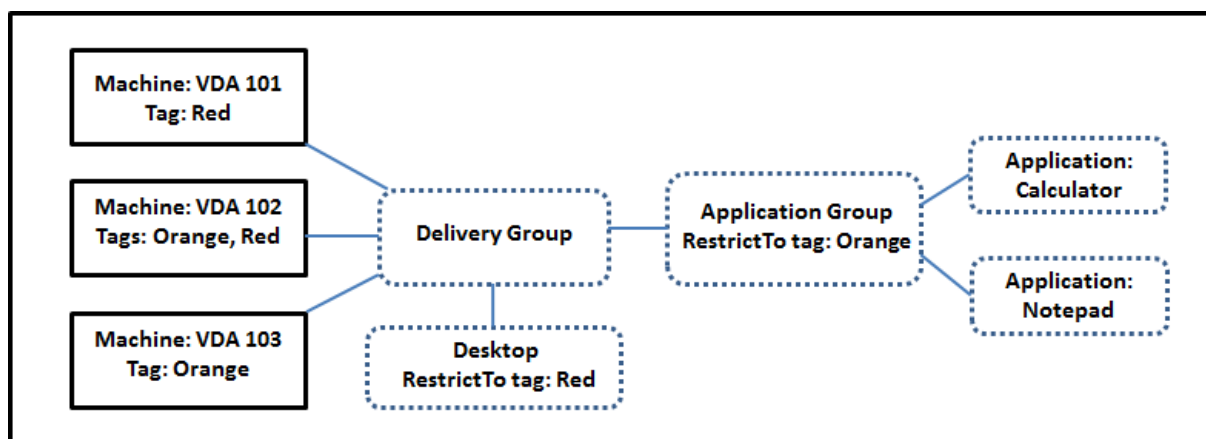 Machine: VDA 101
Tag: Red
Machine: VDA 102
Tags: Orange, Red
Machine: VDA 103
Tag: Orange
Delivery Group
Desktop
RestrictTo tag: Red
Application Group
RestrictTo tag: Orange
Application:
Calculator
Application:
Notepad